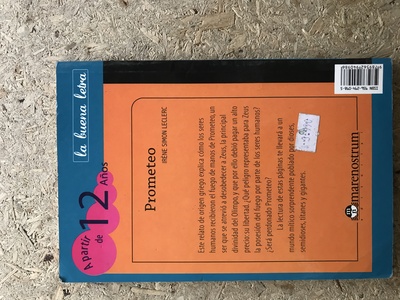 la buena letra
A partir
de 12 Años
Prometeo
IRENE SIMON LECLERC
Este relato de origen griego explica cómo los seres
humanos recibieron el fuego de manos de Prometeo, un
ser que se atrevió a desobedecer a Zeus, la principal
divinidad del Olimpo, y que por ello debió pagar un alto
precio: su libertad. ¿Qué peligro representaba para Zeus
la posesión del fuego por parte de los seres humanos?
¿Será perdonado Prometeo?
La lectura de estas páginas te llevará a un
mundo mítico sorprendente poblado por dioses,
semidioses, titanes y gigantes.
marenostrum